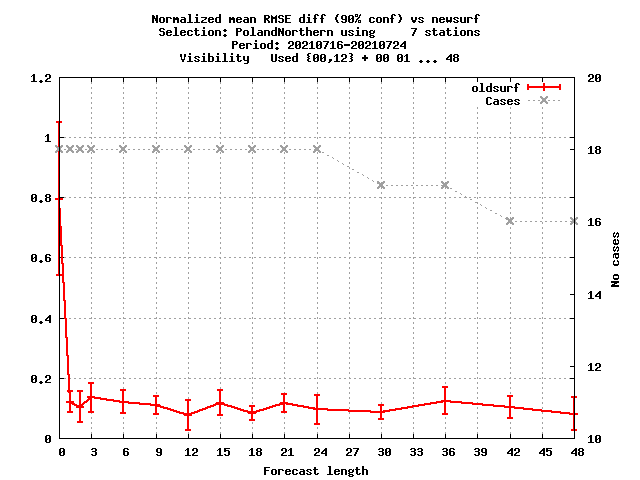 Normalized mean RMSE diff (90% conf) vs newsurf
Selection: PolandNorthern using     7 stations
Period: 20210716-20210724
Visibility   Used {00,12} + 00 01 ... 48
oldsurf
Cases
1.2
1
0.8
0.6
0.4
0.2
0
20
18
16
14
12
10
No cases
0 3 6 9 12 15 18 21 24 27 30 33 36 39 42 45 48
Forecast length